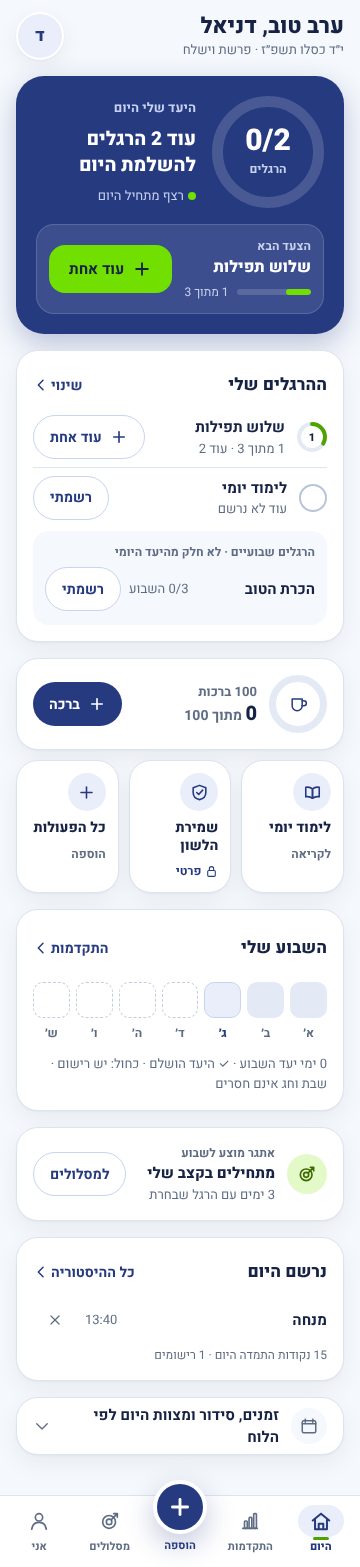 ערב טוב, דניאל
ד
י״ד כסלו תשפ״ז · פרשת וישלח
0/2
הרגלים
היעד שלי היום
עוד 2 הרגלים
להשלמת היום
רצף מתחיל היום
הצעד הבא
שלוש תפילות
1 מתוך 3
עוד אחת
ההרגלים שלי
שינוי
1
שלוש תפילות
1 מתוך 3 · עוד 2
עוד אחת
לימוד יומי
עוד לא נרשם
רשמתי
הרגלים שבועיים · לא חלק מהיעד היומי
הכרת הטוב
0/3 השבוע
רשמתי
100 ברכות
0 מתוך 100
ברכה
לימוד יומי
לקריאה
שמירת
הלשון
פרטי
כל הפעולות
הוספה
השבוע שלי
התקדמות
א׳
ב׳
ג׳
ד׳
ה׳
ו׳
ש׳
0 ימי יעד השבוע · ✓ היעד הושלם · כחול: יש רישום ·
שבת וחג אינם חסרים
אתגר מוצע לשבוע
מתחילים בקצב שלי
3 ימים עם הרגל שבחרת
למסלולים
נרשם היום
כל ההיסטוריה
מנחה
13:40
15 נקודות התמדה היום · 1 רישומים
זמנים, סידור ומצוות היום לפי
הלוח
היום
התקדמות
הוספה
מסלולים
אני